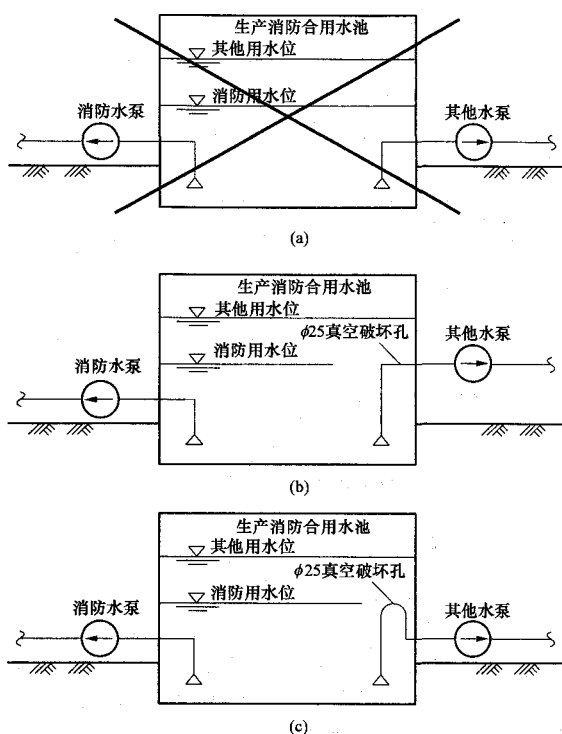 生产消防合用水池
其他用水位
消防用水位
消防水泵
其他水泵
(a)
生产消防合用水池
其他用水位
ϕ25真空破坏孔
消防用水位
消防水泵
其他水泵
(b)
生产消防合用水池
其他用水位
ϕ25真空破坏孔
消防用水位
消防水泵
其他水泵
(c)